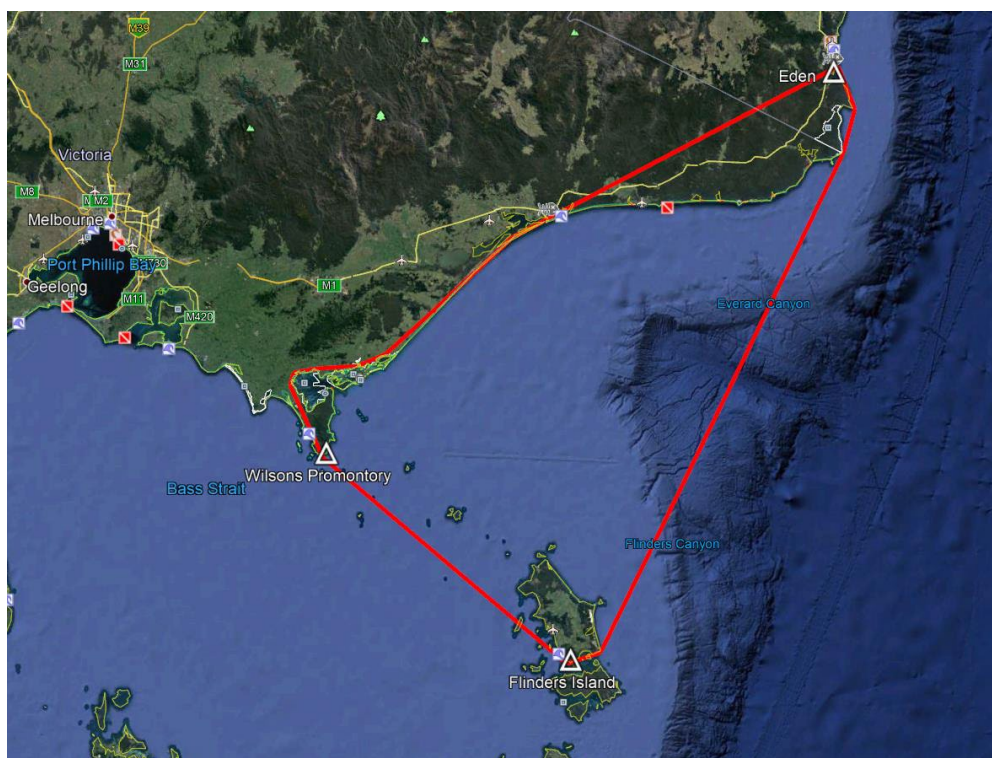 M39
M31
Eden
Victoria
M8
M2
Melbourne
Port Phillip Bay
M1
Geelong
M11
M420
Everard Canyon
Wilsons Promontory
Bass Strait
Flinders Canyon
Flinders Island